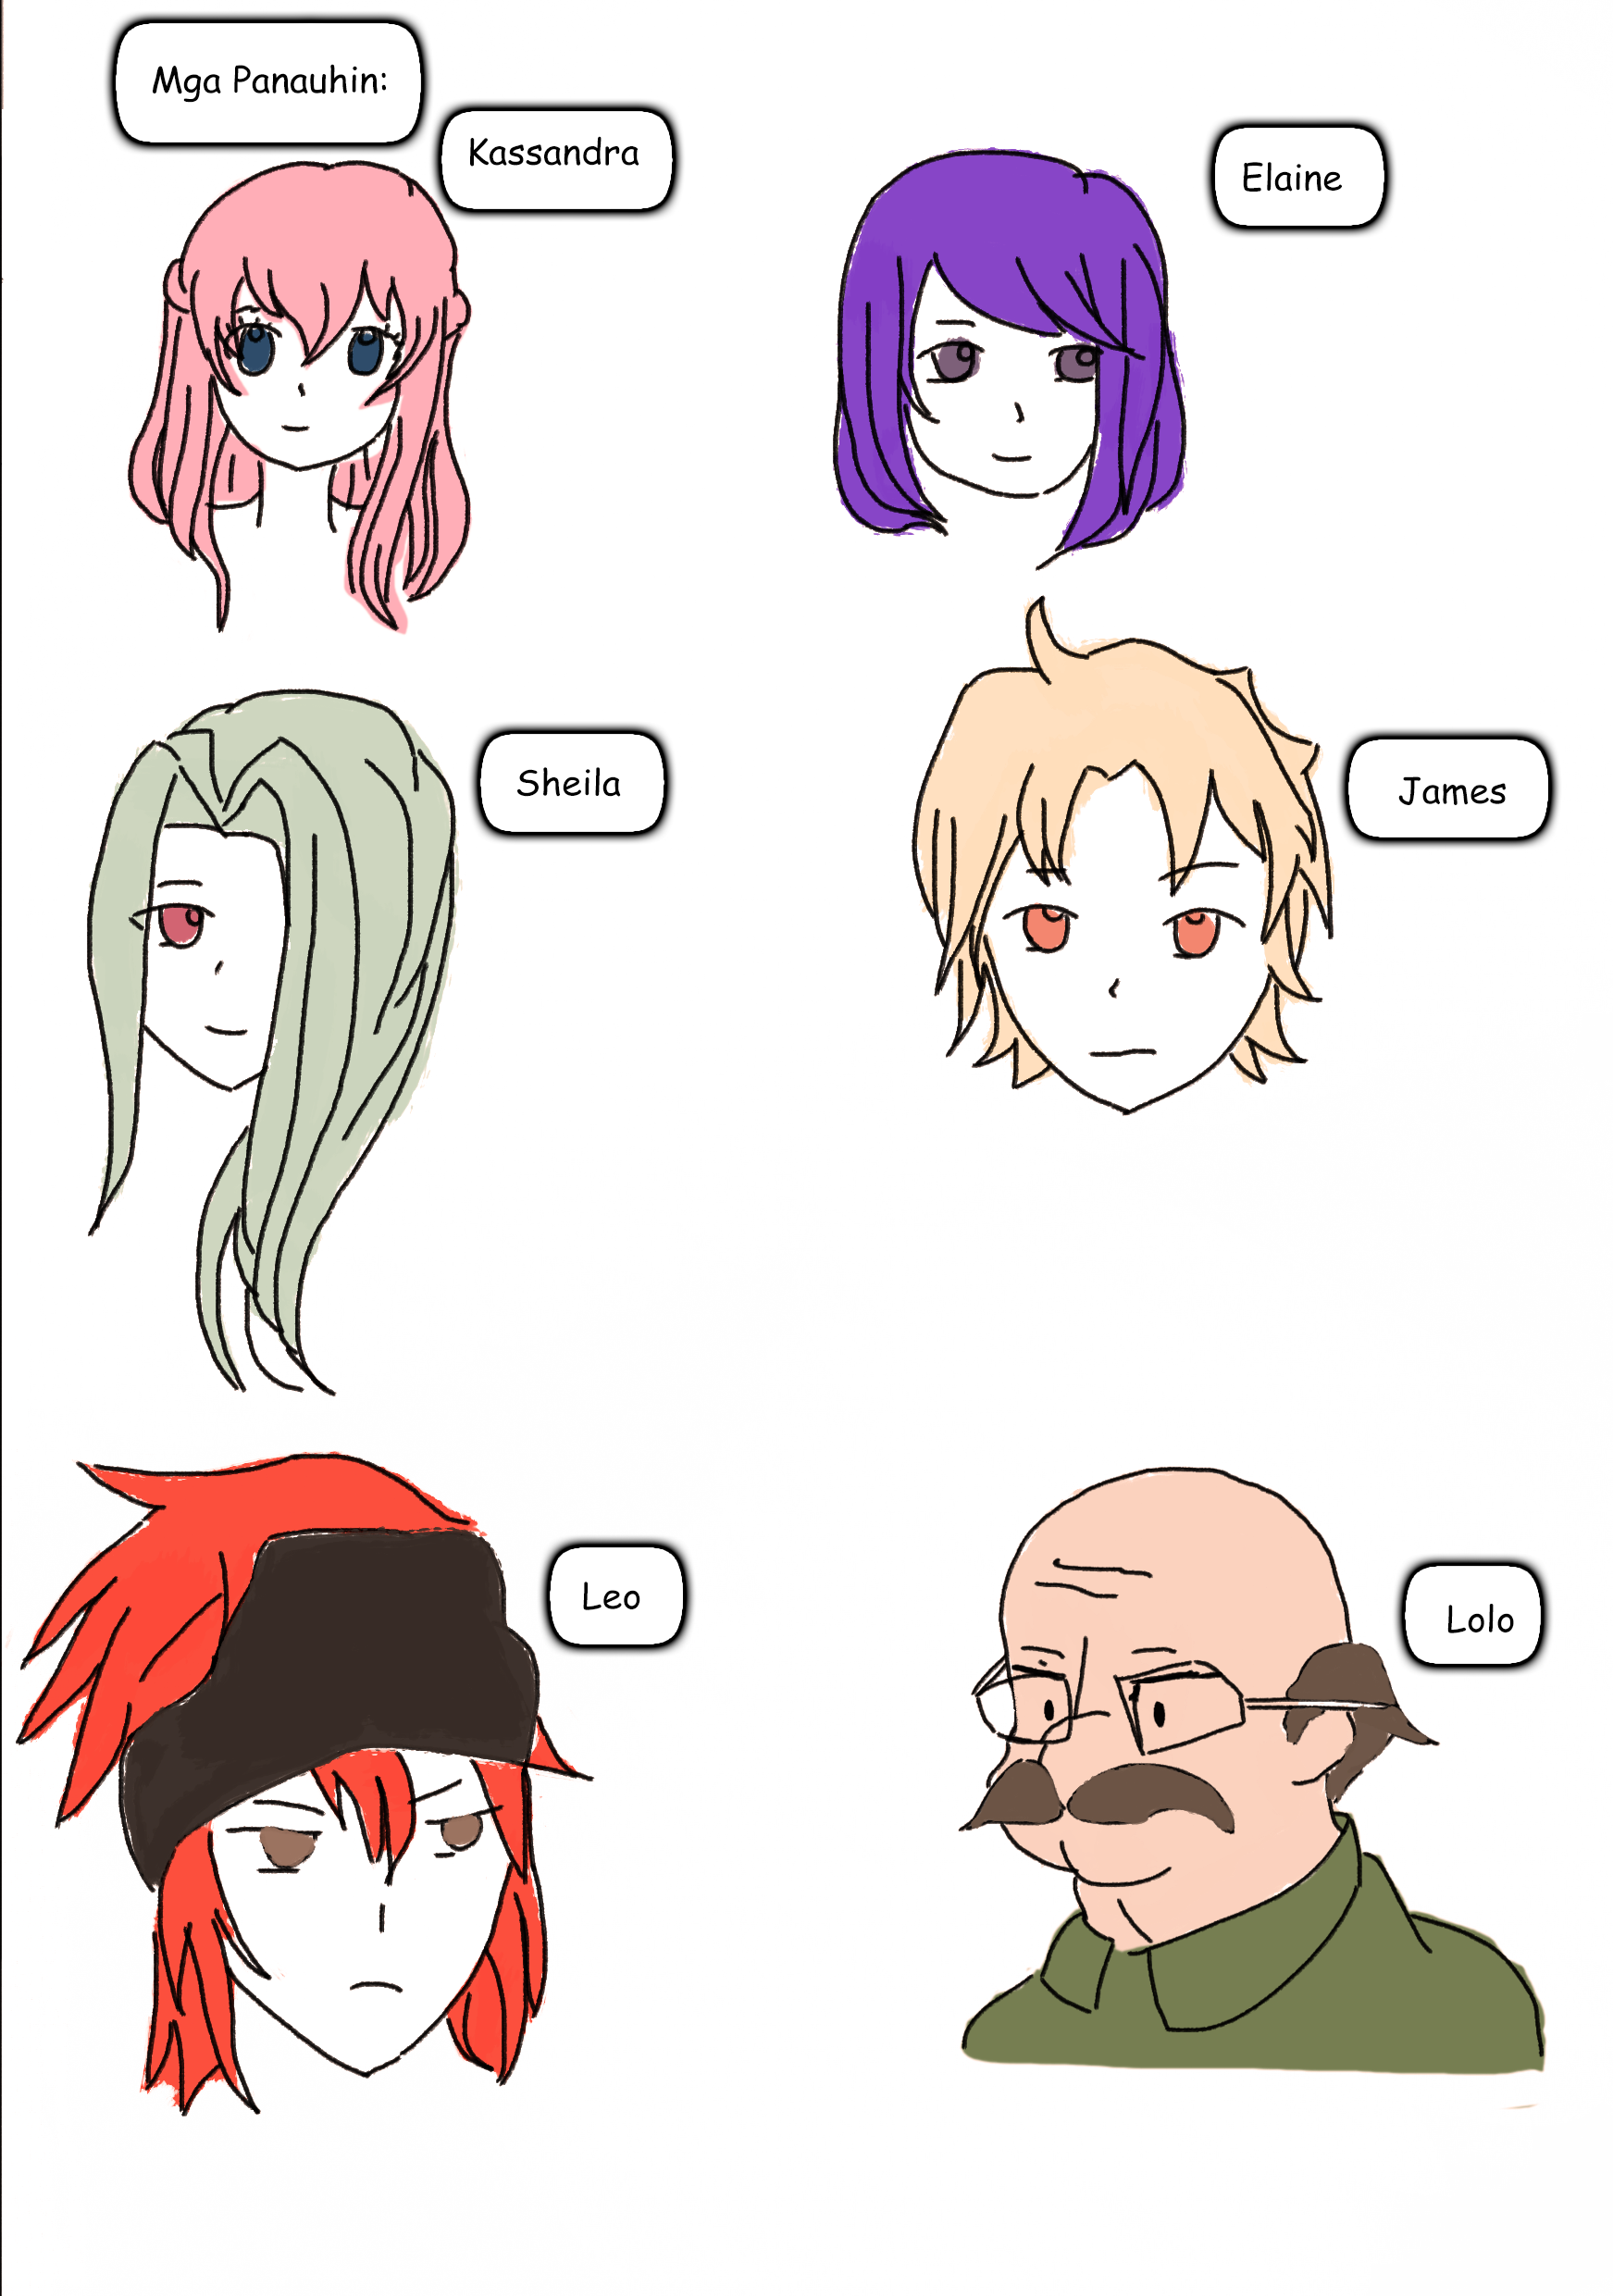 Mga Panauhin:
Kassandra
Elaine
Sheila
James
Leo
Lolo